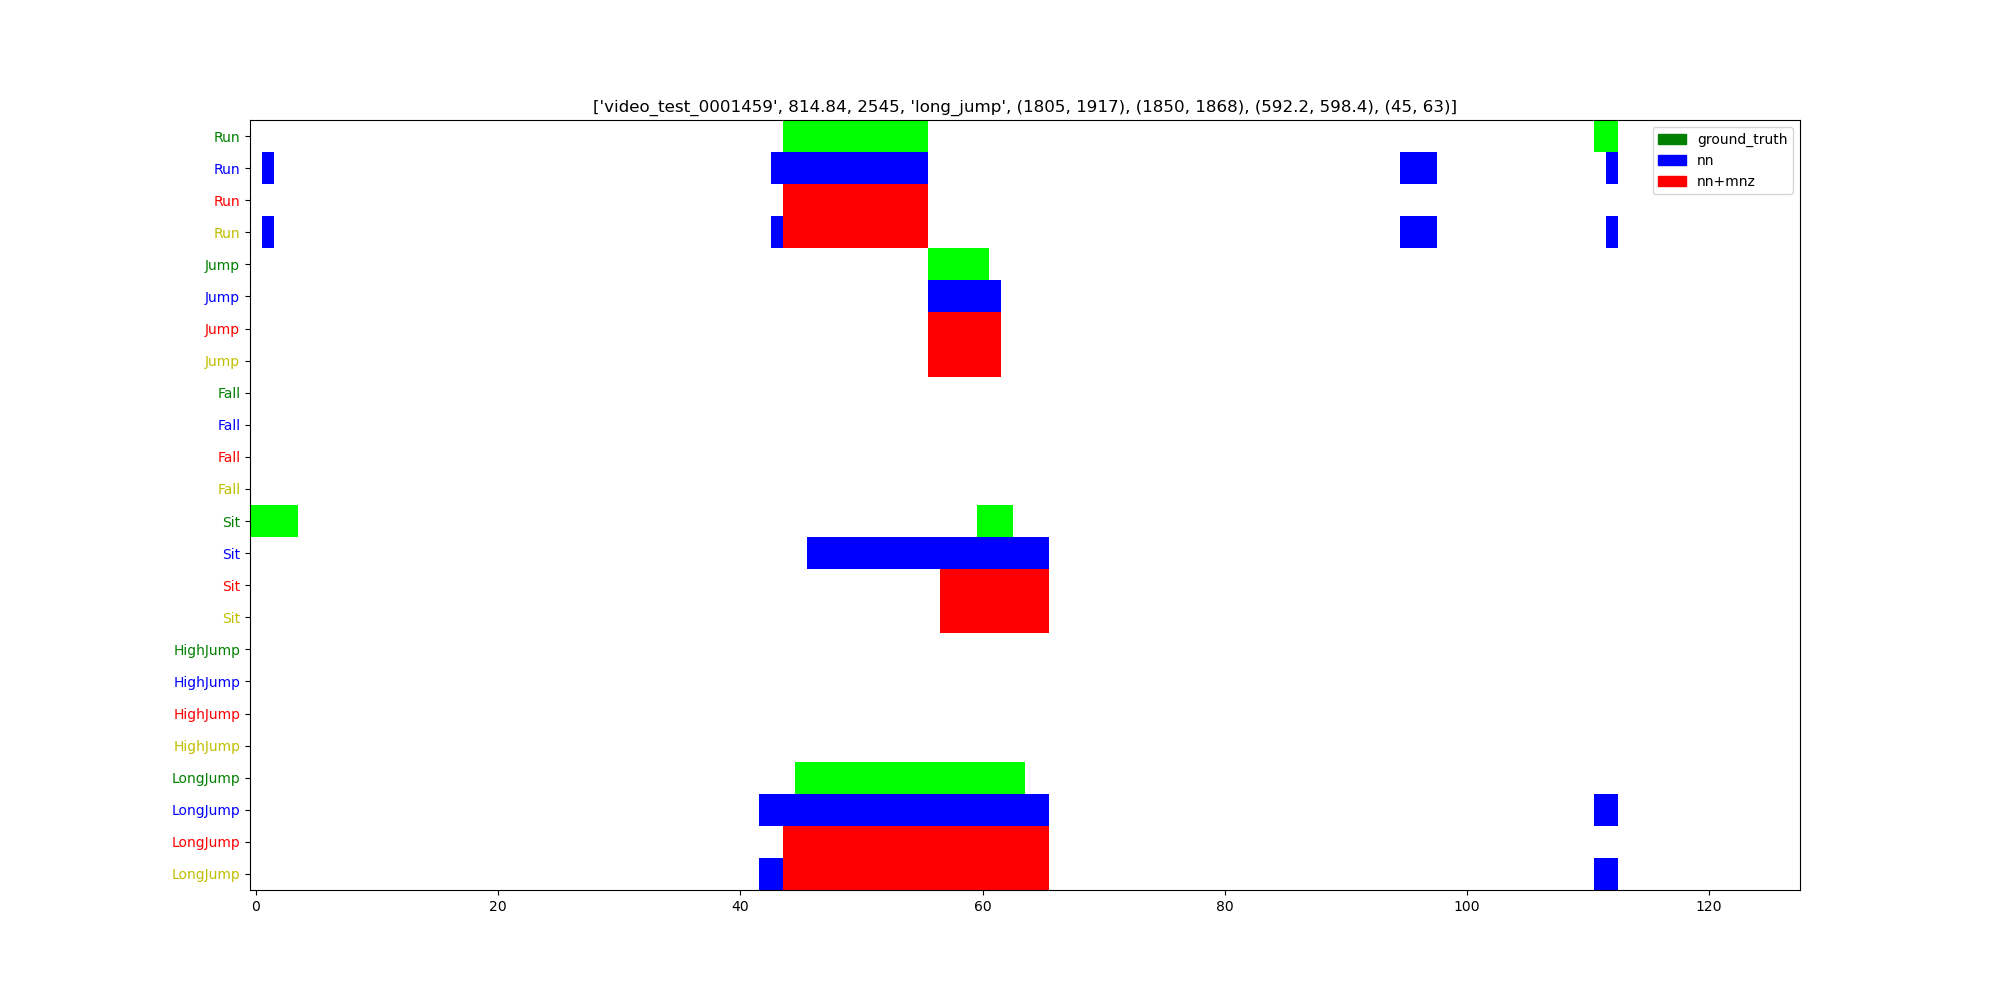 ['video_test_0001459', 814.84, 2545, 'long_jump', (1805, 1917), (1850, 1868), (592.2, 598.4), (45, 63)]
ground_truth
nn
nn+mnz
Run
Run
Run
Run
Jump
Jump
Jump
Jump
Fall
Fall
Fall
Fall
Sit
Sit
Sit
Sit
HighJump
HighJump
HighJump
HighJump
LongJump
LongJump
LongJump
LongJump
0 20 40 60 80 100 120